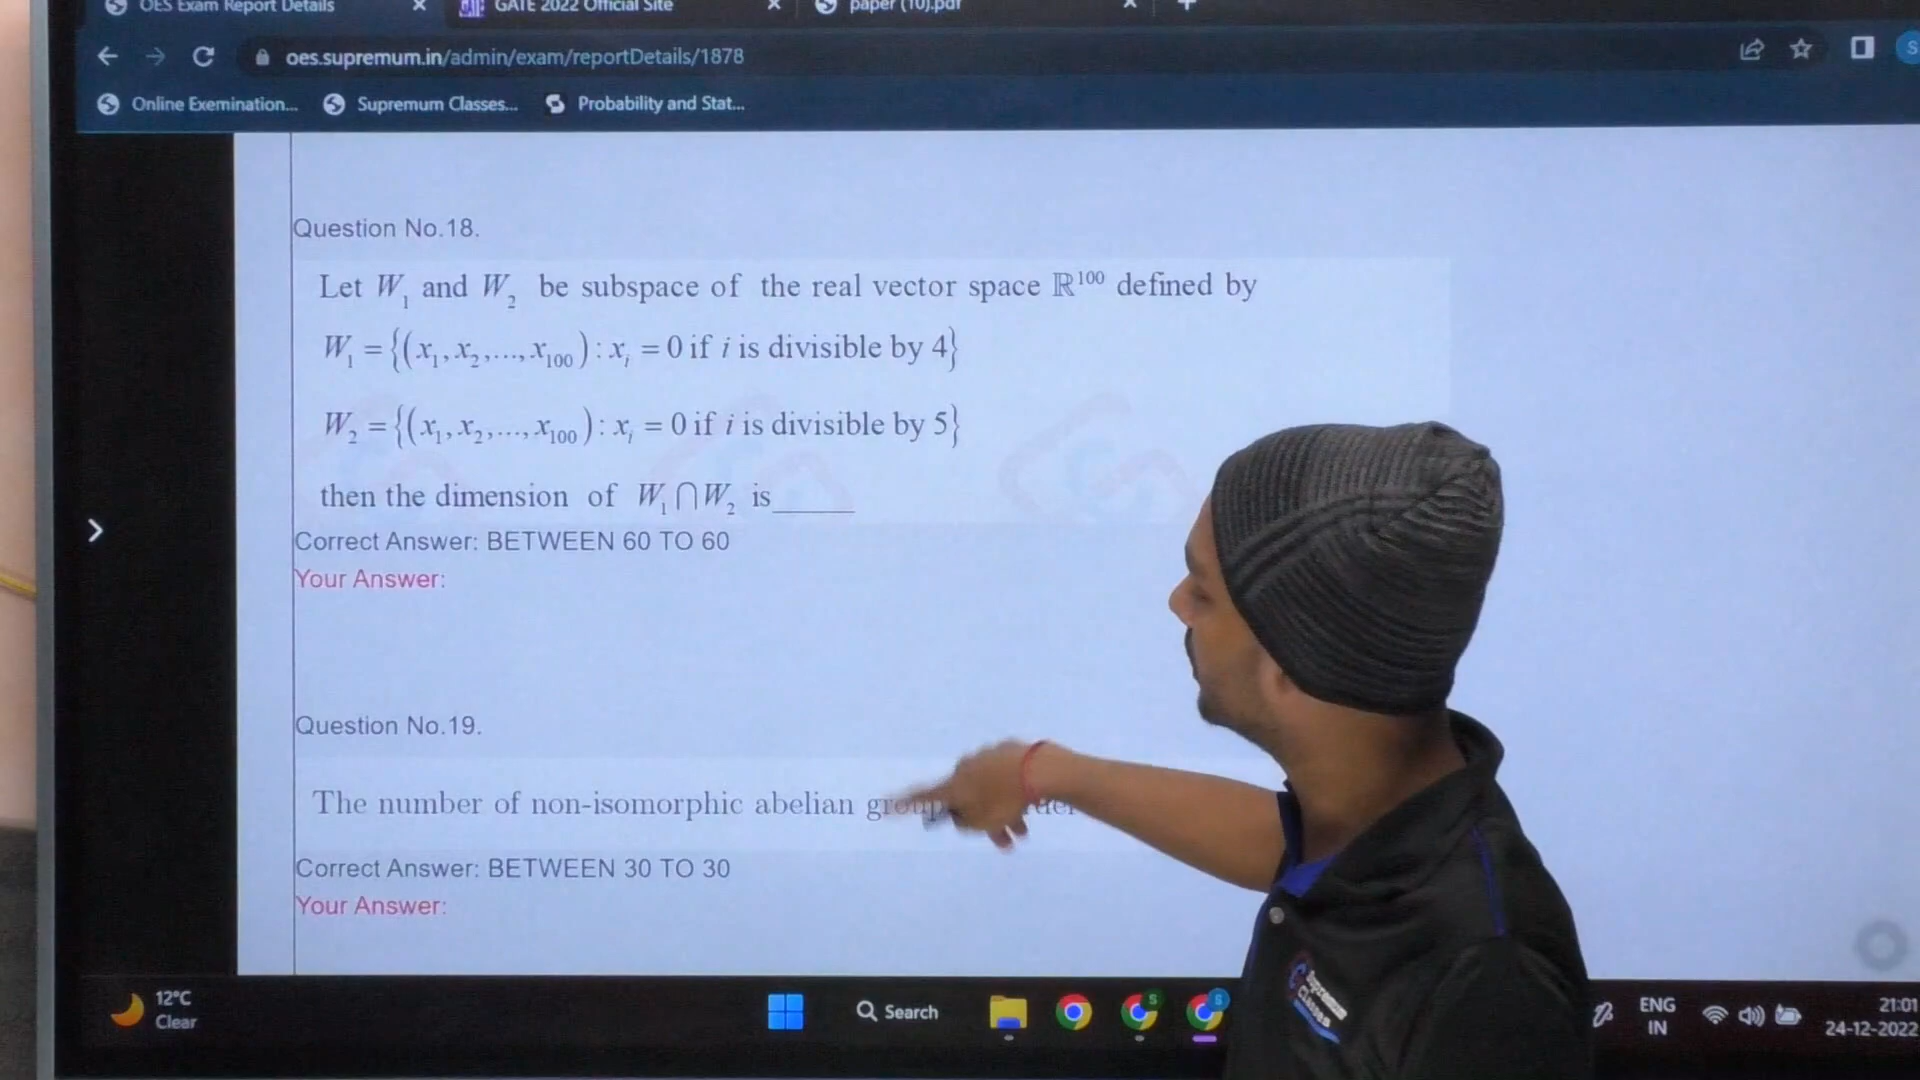 OES Exam Report Details
GATE 2022 Official Site
paper (10).pdf
oes.supremum.in/admin/exam/reportDetails/1878
Online Exemination...
Supremum Classes...
Probability and Stat...
Question No.18.
Let W₁ and W₂ be subspace of the real vector space ℝ¹⁰⁰ defined by
W₁ = {(x₁, x₂,..., x₁₀₀) : xᵢ = 0 if i is divisible by 4}
W₂ = {(x₁, x₂,..., x₁₀₀) : xᵢ = 0 if i is divisible by 5}
then the dimension of W₁ ⋂ W₂ is______
Correct Answer: BETWEEN 60 TO 60
Your Answer:
Question No.19.
The number of non-isomorphic abelian group
Correct Answer: BETWEEN 30 TO 30
Your Answer:
12°C
Clear
Search
S
S
S
ENG
IN
21:01
24-12-2022
Supremum
Classes